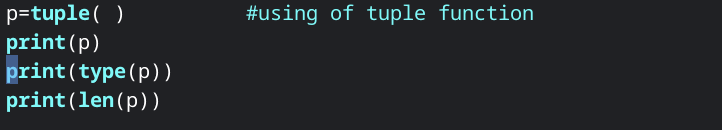 p=tuple( )          #using of tuple function
print(p)
print(type(p))
print(len(p))